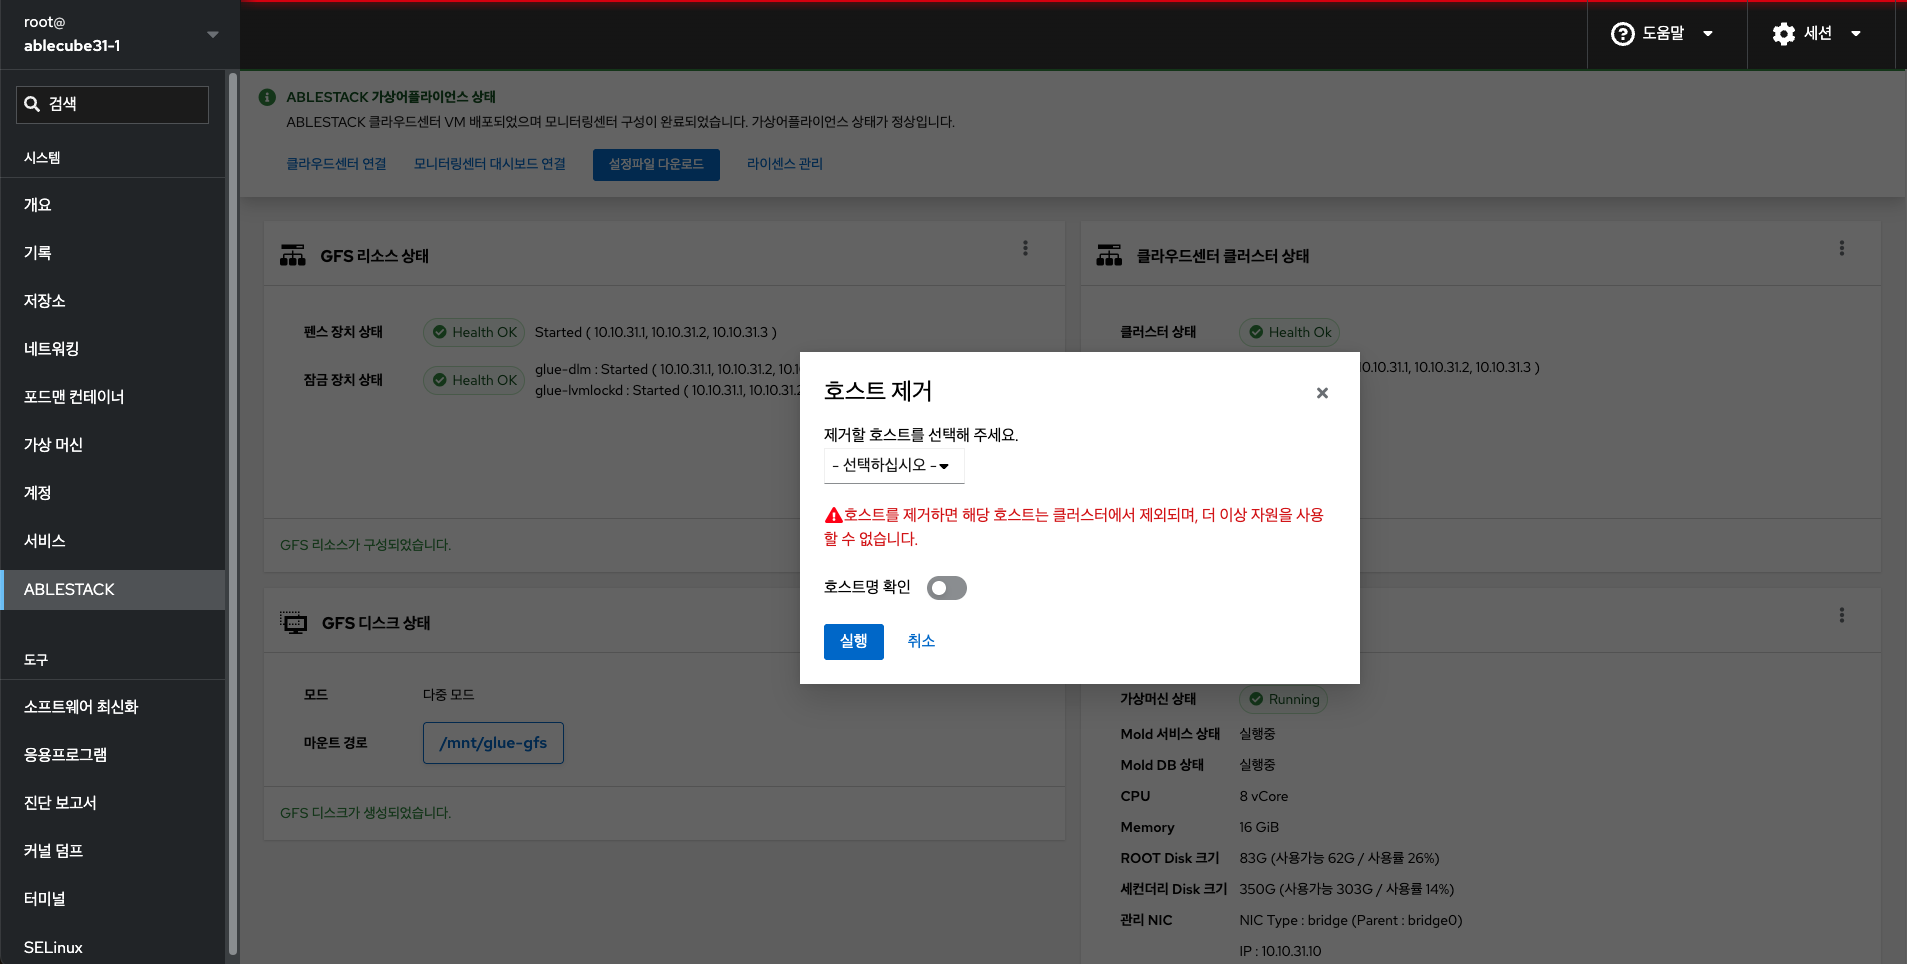 root@
ablecube31-1
도움말
세션
검색
시스템
개요
기록
저장소
네트워킹
포드맨 컨테이너
가상 머신
계정
서비스
ABLESTACK
도구
소프트웨어 최신화
응용프로그램
진단 보고서
커널 덤프
터미널
SELinux
ABLESTACK 가상어플라이언스 상태
ABLESTACK 클라우드센터 VM 배포되었으며 모니터링센터 구성이 완료되었습니다. 가상어플라이언스 상태가 정상입니다.
클라우드센터 연결 모니터링센터 대시보드 연결 설정파일 다운로드 라이센스 관리
GFS 리소스 상태
펜스 장치 상태 Health OK Started ( 10.10.31.1, 10.10.31.2, 10.10.31.3 )
잠금 장치 상태 Health OK
glue-dlm : Started ( 10.10.31.1, 10.10.31.2, 10.10
glue-lvmlockd : Started ( 10.10.31.1, 10.10.31.2
GFS 리소스가 구성되었습니다.
클라우드센터 클러스터 상태
클러스터 상태 Health Ok
10.10.31.1, 10.10.31.2, 10.10.31.3 )
호스트 제거
제거할 호스트를 선택해 주세요.
- 선택하십시오 -
호스트를 제거하면 해당 호스트는 클러스터에서 제외되며, 더 이상 자원을 사용
할 수 없습니다.
호스트명 확인
실행 취소
GFS 디스크 상태
모드 다중 모드
마운트 경로 /mnt/glue-gfs
GFS 디스크가 생성되었습니다.
가상머신 상태 Running
Mold 서비스 상태 실행중
Mold DB 상태 실행중
CPU 8 vCore
Memory 16 GiB
ROOT Disk 크기 83G (사용가능 62G / 사용률 26%)
세컨더리 Disk 크기 350G (사용가능 303G / 사용률 14%)
관리 NIC NIC Type : bridge (Parent : bridge0)
IP : 10.10.31.10